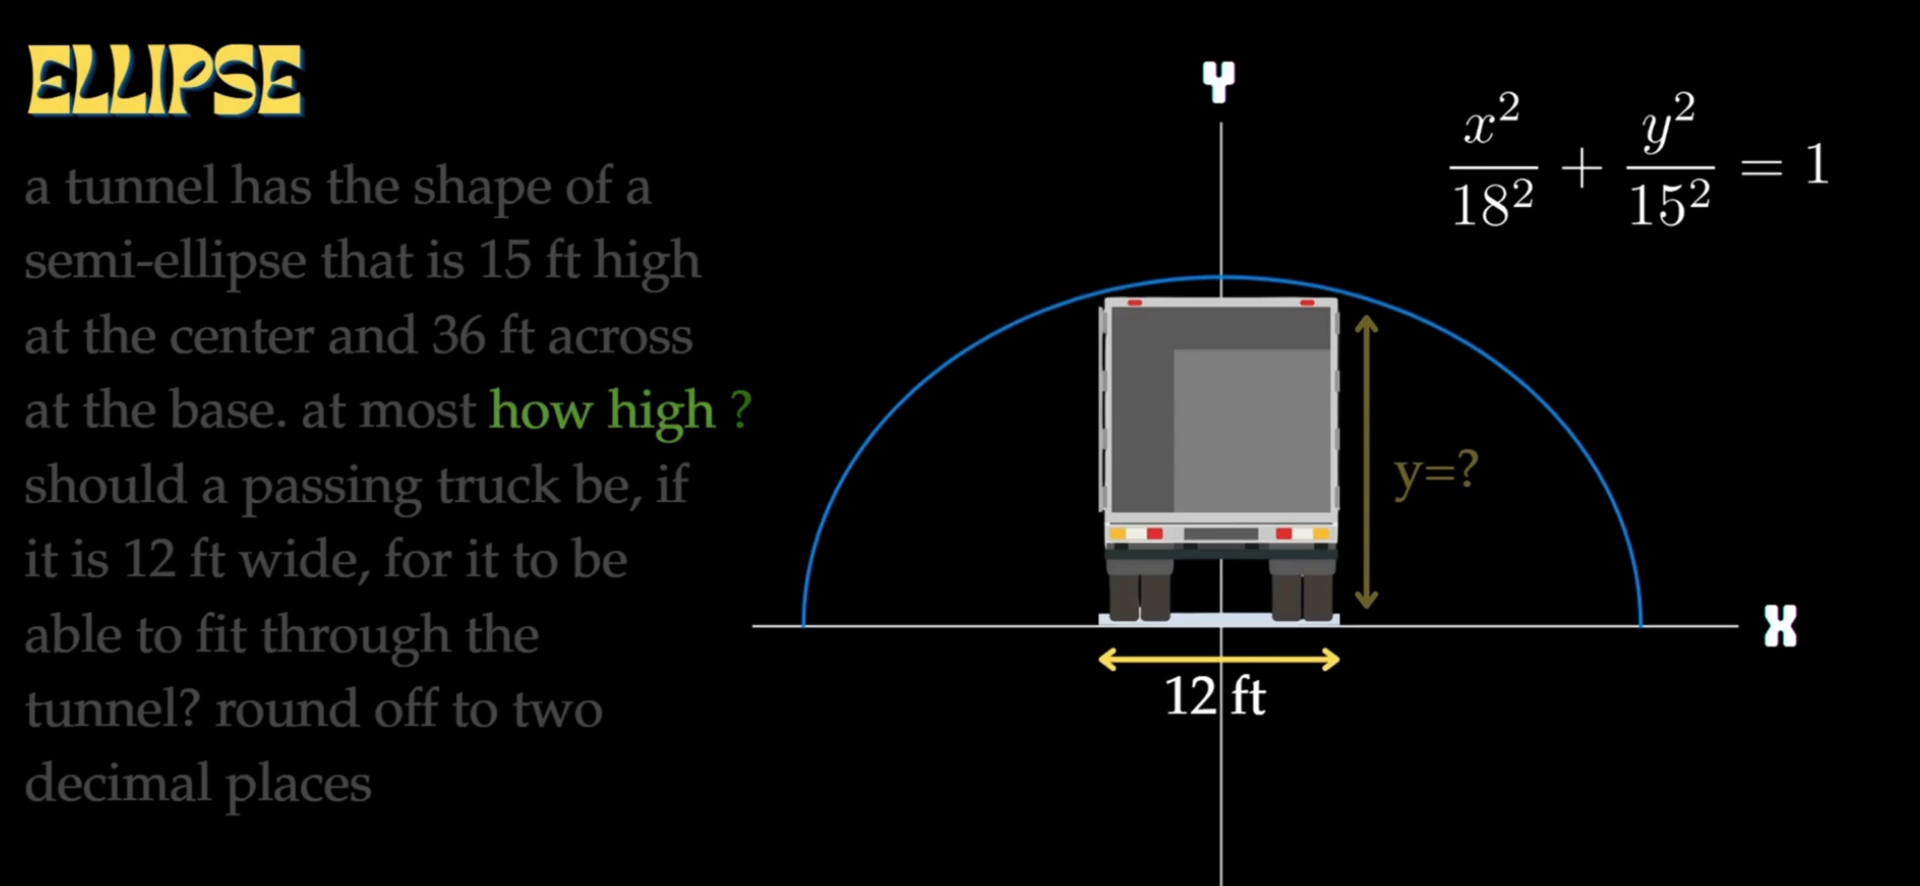 ELLIPSE
a tunnel has the shape of a
semi-ellipse that is 15 ft high
at the center and 36 ft across
at the base. at most how high ?
should a passing truck be, if
it is 12 ft wide, for it to be
able to fit through the
tunnel? round off to two
decimal places
Y
x²/18² + y²/15² = 1
y=?
X
12 ft